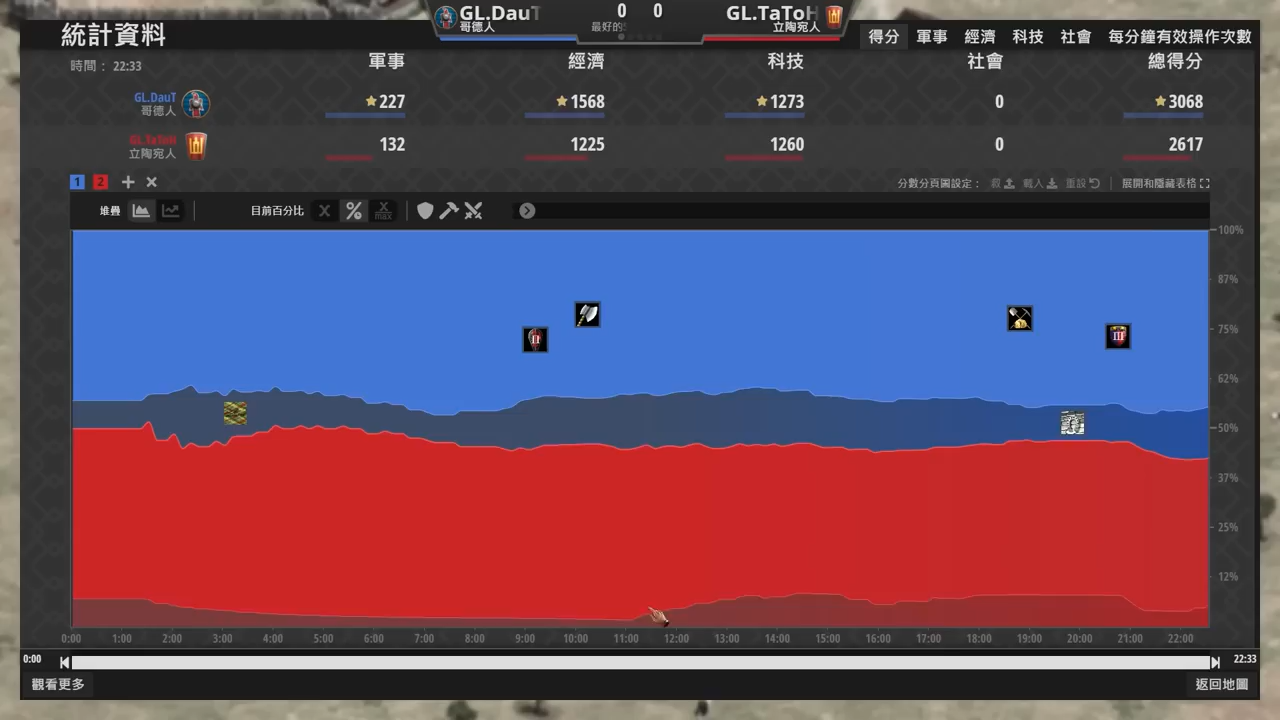 GL.DauT 0 0 GL.TaToH
哥德人 最好的 立陶宛人
統計資料 得分 軍事 經濟 科技 社會 每分鐘有效操作次數
時間： 22:33 軍事 經濟 科技 社會 總得分
GL.DauT
哥德人 227 1568 1273 0 3068
GL.TaToH
立陶宛人 132 1225 1260 0 2617
1 2 分數分頁圖設定： 載入 重設 展開和隱藏表格
堆疊 目前百分比 X % X max
100%
87%
75%
62%
50%
37%
25%
12%
II
III
0:00 1:00 2:00 3:00 4:00 5:00 6:00 7:00 8:00 9:00 10:00 11:00 12:00 13:00 14:00 15:00 16:00 17:00 18:00 19:00 20:00 21:00 22:00
0:00 22:33
觀看更多 返回地圖